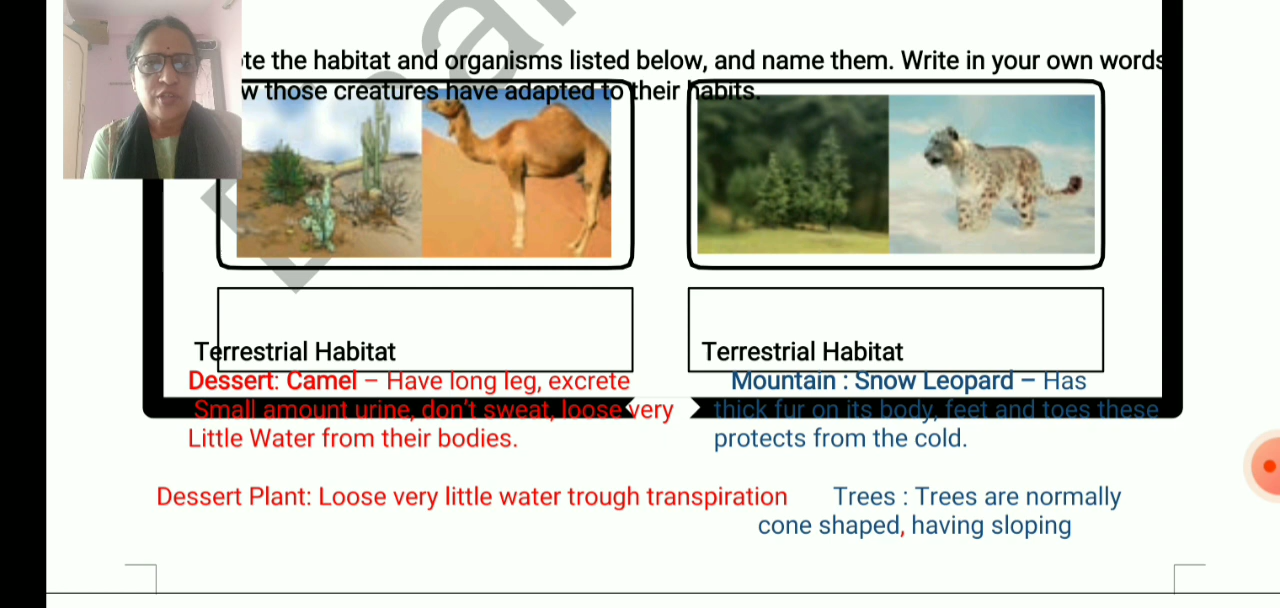 te the habitat and organisms listed below, and name them. Write in your own words
w those creatures have adapted to their habits.
Terrestrial Habitat
Dessert: Camel – Have long leg, excrete
Small amount urine, don't sweat, loose very
Little Water from their bodies.
Dessert Plant: Loose very little water trough transpiration
Terrestrial Habitat
Mountain : Snow Leopard – Has
thick fur on its body, feet and toes these
protects from the cold.
Trees : Trees are normally
cone shaped, having sloping